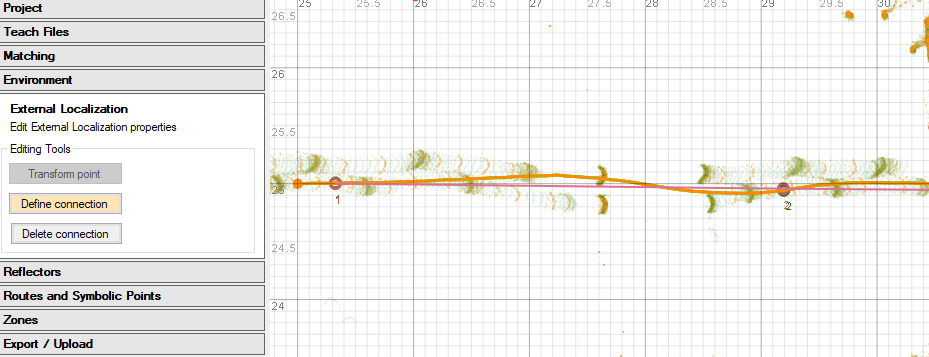 Project
Teach Files
Matching
Environment
External Localization
Edit External Localization properties
Editing Tools
Transform point
Define connection
Delete connection
Reflectors
Routes and Symbolic Points
Zones
Export / Upload
25 25.5 26 26.5 27 27.5 28 28.5 29 29.5 30
26.5
26
25.5
25
24.5
24
1
2